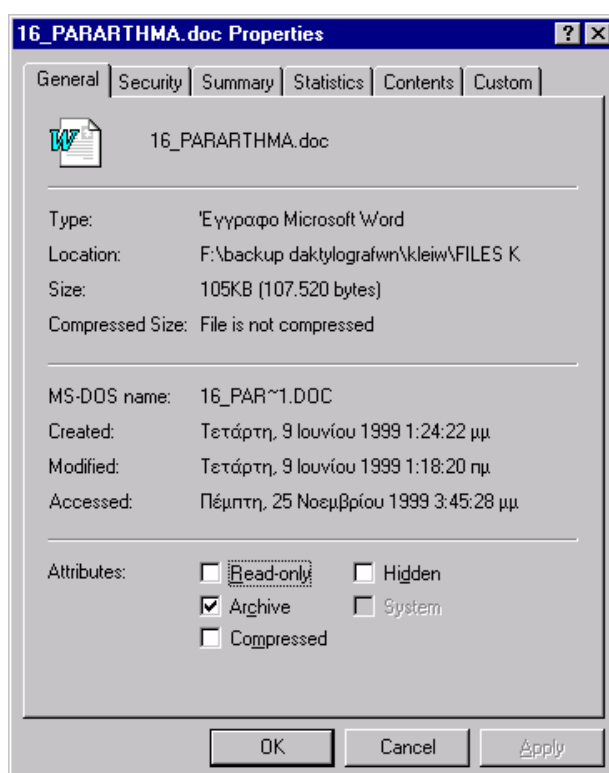 16_PARARTHMA.doc Properties
General Security Summary Statistics Contents Custom
16_PARARTHMA.doc
Type: Έγγραφο Microsoft Word
Location: F:\backup daktylografwn\kleiw\FILES K
Size: 105KB (107.520 bytes)
Compressed Size: File is not compressed
MS-DOS name: 16_PAR~1.DOC
Created: Τετάρτη, 9 Ιουνίου 1999 1:24:22 μμ
Modified: Τετάρτη, 9 Ιουνίου 1999 1:18:20 πμ
Accessed: Πέμπτη, 25 Νοεμβρίου 1999 3:45:28 μμ
Attributes: Read-only Hidden
Archive System
Compressed
OK Cancel Apply